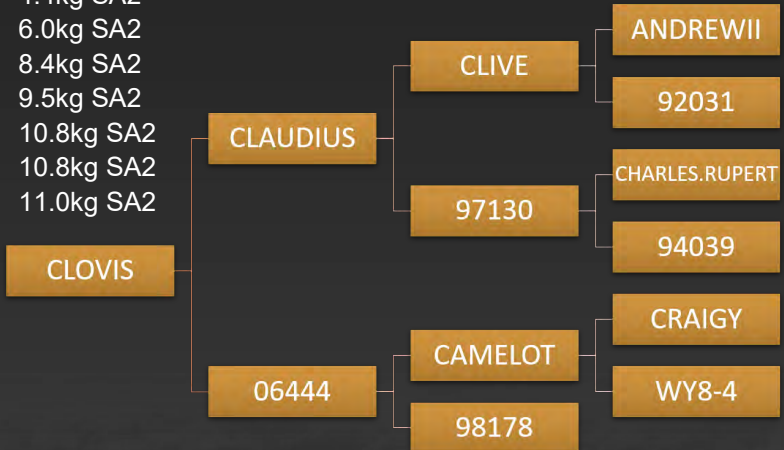 6.0kg SA2
8.4kg SA2
9.5kg SA2
10.8kg SA2
10.8kg SA2
11.0kg SA2
CLOVIS
CLAUDIUS
06444
CLIVE
97130
CAMELOT
98178
ANDREWII
92031
CHARLES.RUPERT
94039
CRAIGY
WY8-4